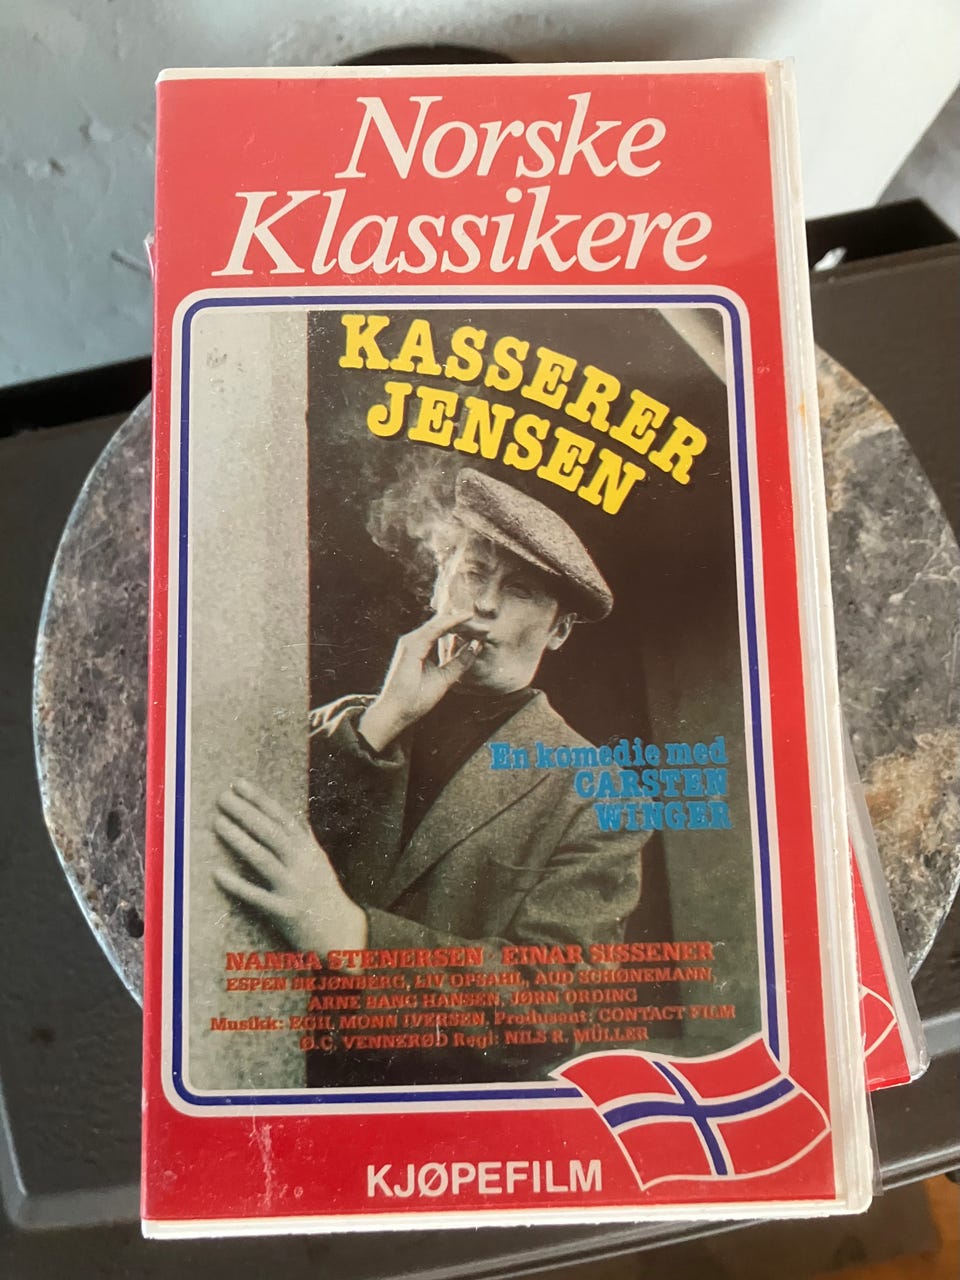 Norske
Klassikere
KASSERER
JENSEN
En komedie med
CARSTEN
WINGER
NANNA STENERSEN · EINAR SISSENER
ESPEN SKJØNBERG, LIV OPSAHL, AUD SCHØNEMANN,
ARNE BANG HANSEN, JØRN ORDING
Musikk: EGIL MONN IVERSEN, Produsent: CONTACT FILM
Ø.C. VENNERØD Regi: NILS R. MÜLLER
KJØPEFILM